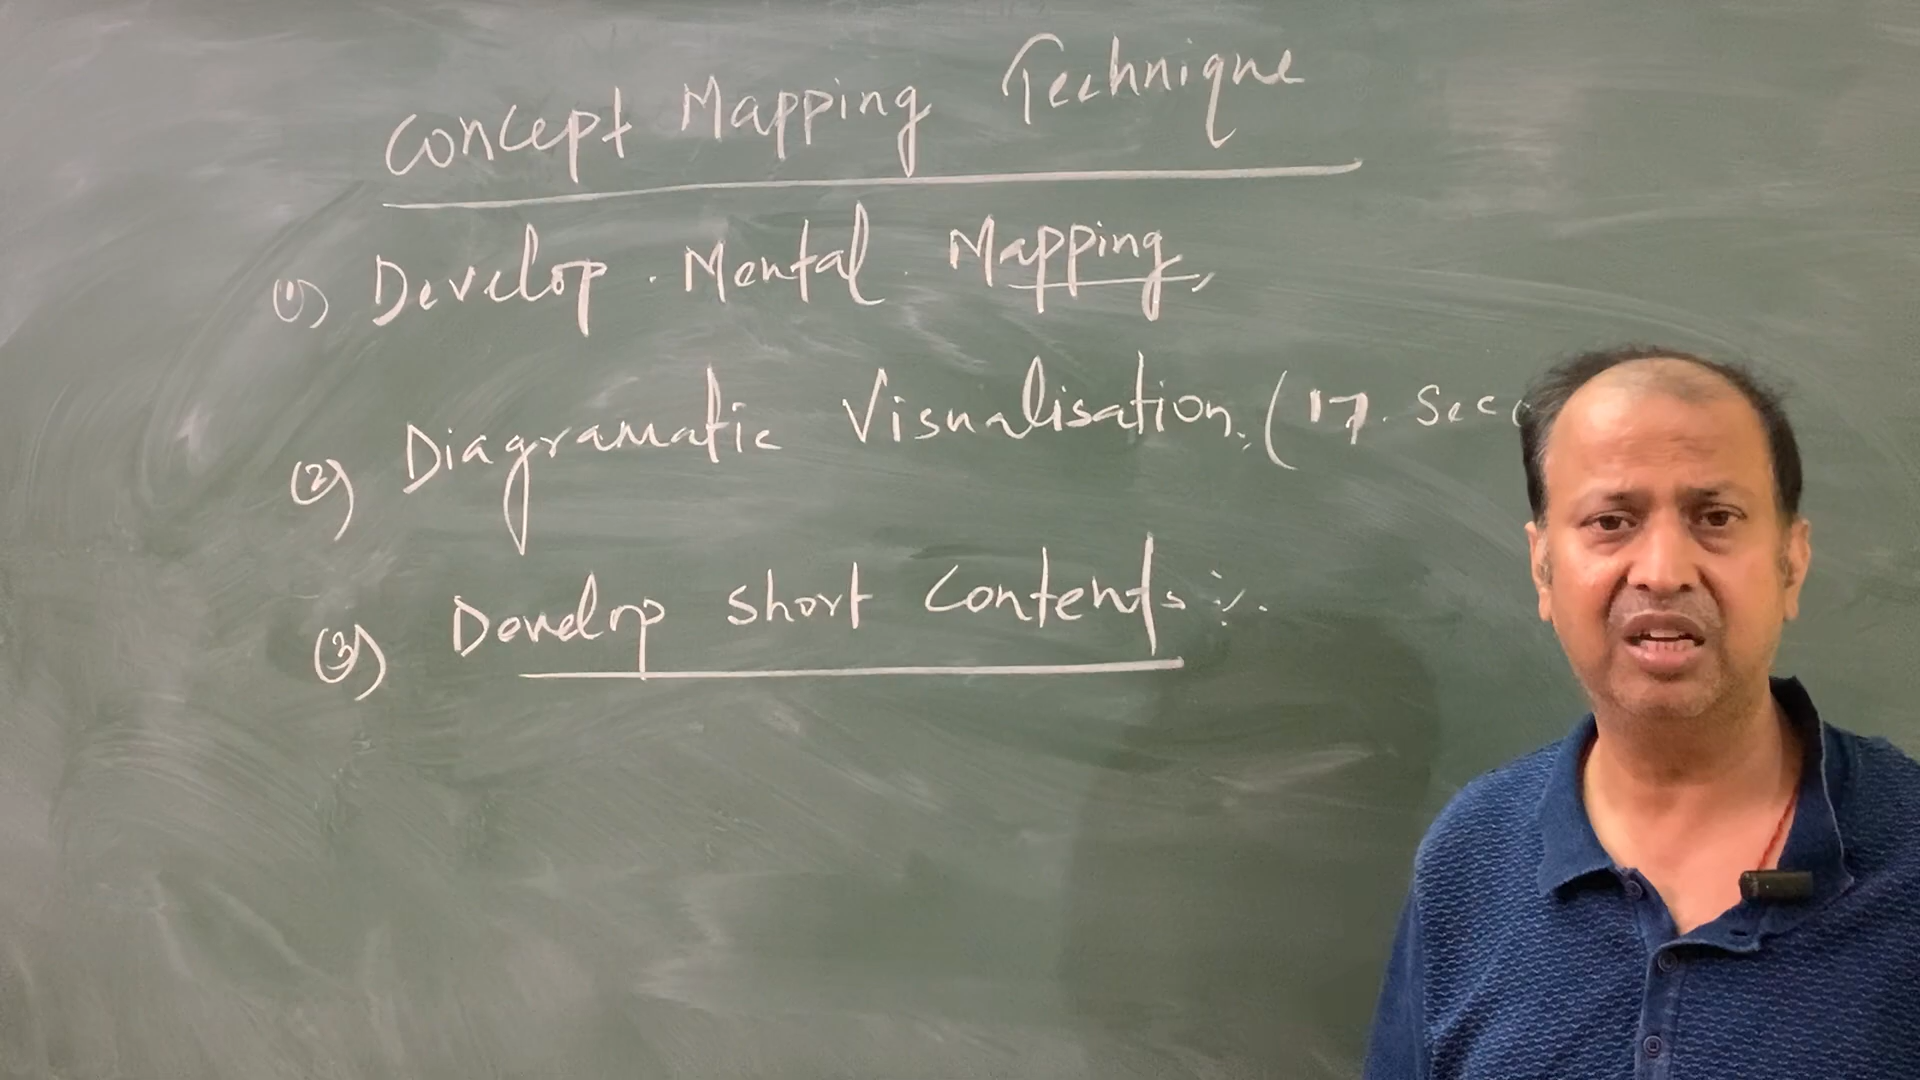 Concept Mapping Technique
(1) Develop Mental Mapping,
(2) Diagramatic Visualisation, (17. Sec
(3) Develop Short Contents